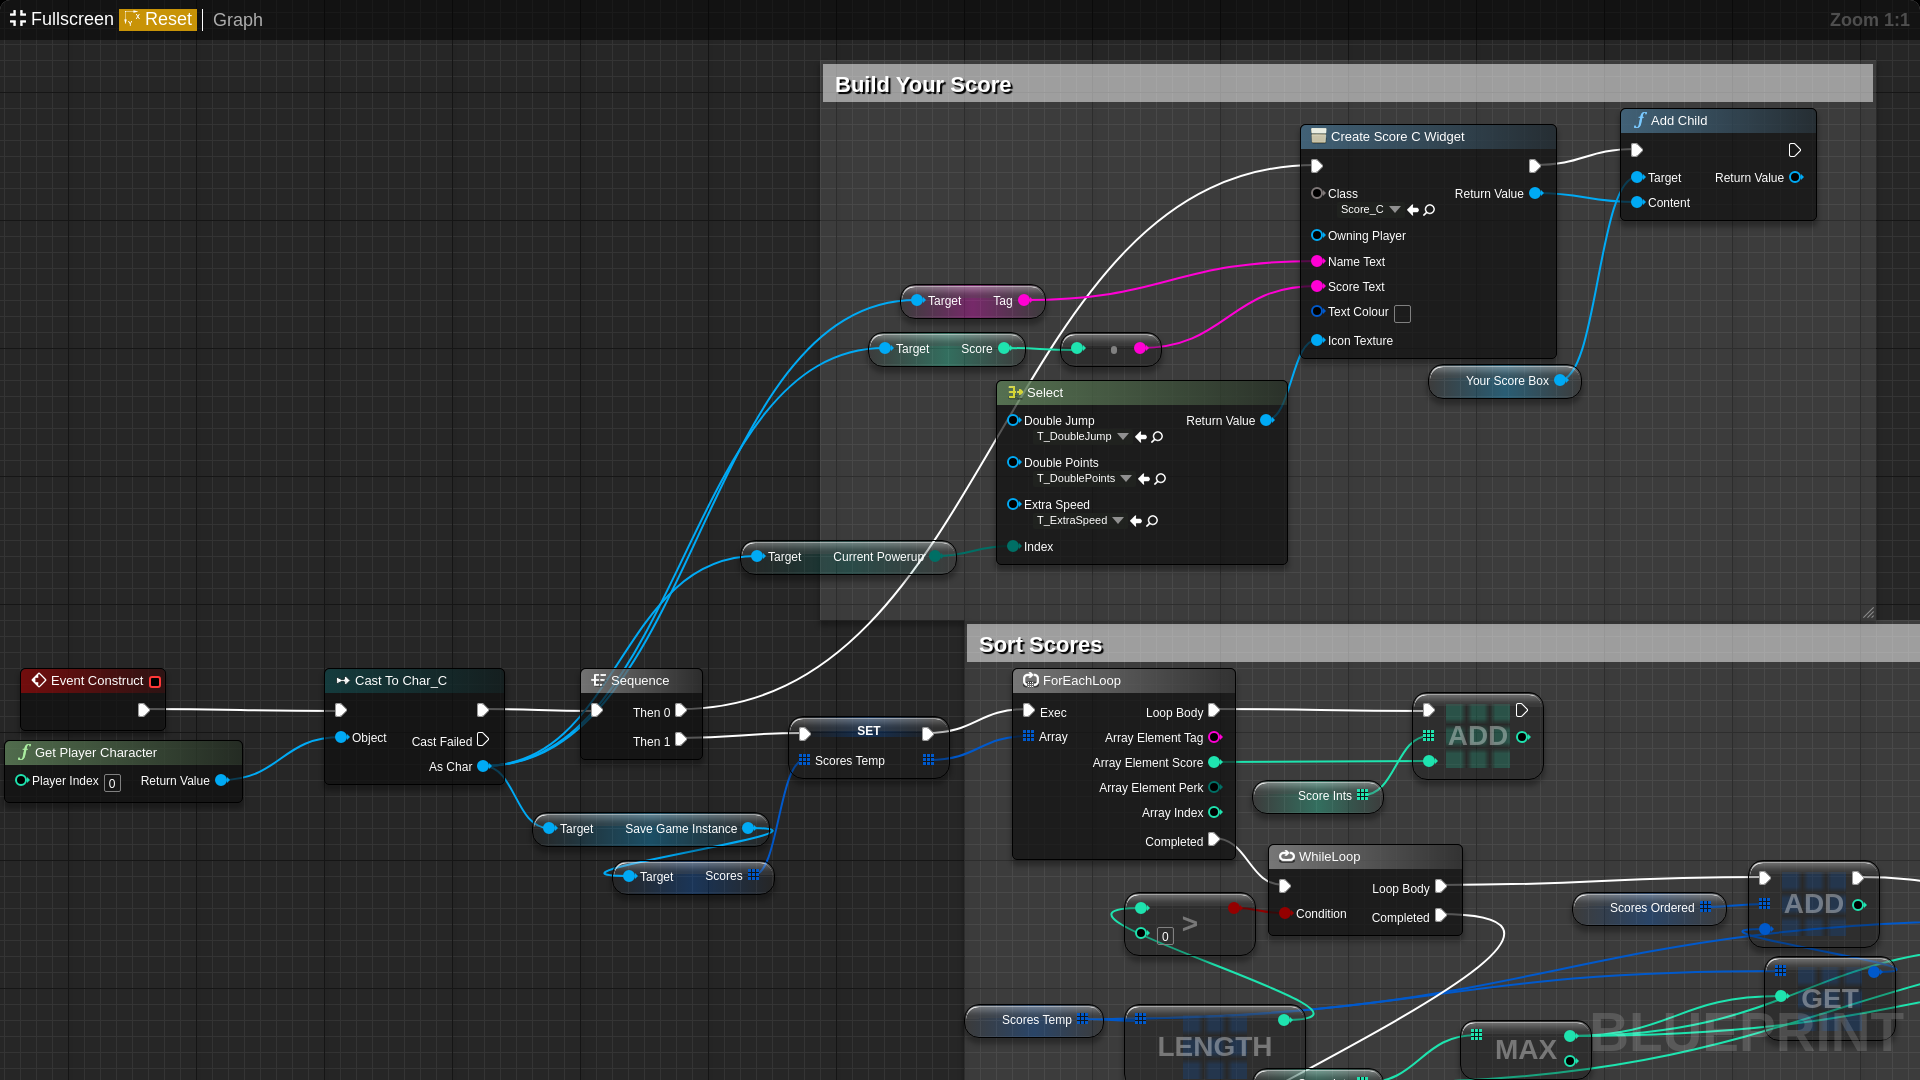 Fullscreen Reset Graph
Zoom 1:1
Build Your Score
Add Child
Target Return Value
Content
Create Score C Widget
Class Return Value
Score_C
Owning Player
Name Text
Score Text
Text Colour
Icon Texture
Target Tag
Target Score
Your Score Box
Select
Double Jump Return Value
T_DoubleJump
Double Points
T_DoublePoints
Extra Speed
T_ExtraSpeed
Index
Target Current Powerup
Sort Scores
Event Construct
Get Player Character
Player Index 0 Return Value
Cast To Char_C
Object Cast Failed
As Char
Sequence
Then 0
Then 1
SET
Scores Temp
Target Save Game Instance
Target Scores
ForEachLoop
Exec Loop Body
Array Array Element Tag
Array Element Score
Array Element Perk
Array Index
Completed
ADD
Score Ints
WhileLoop
Loop Body
Condition Completed
> 0
Scores Ordered
ADD
GET
Scores Temp
LENGTH
MAX
BLUEPRINT